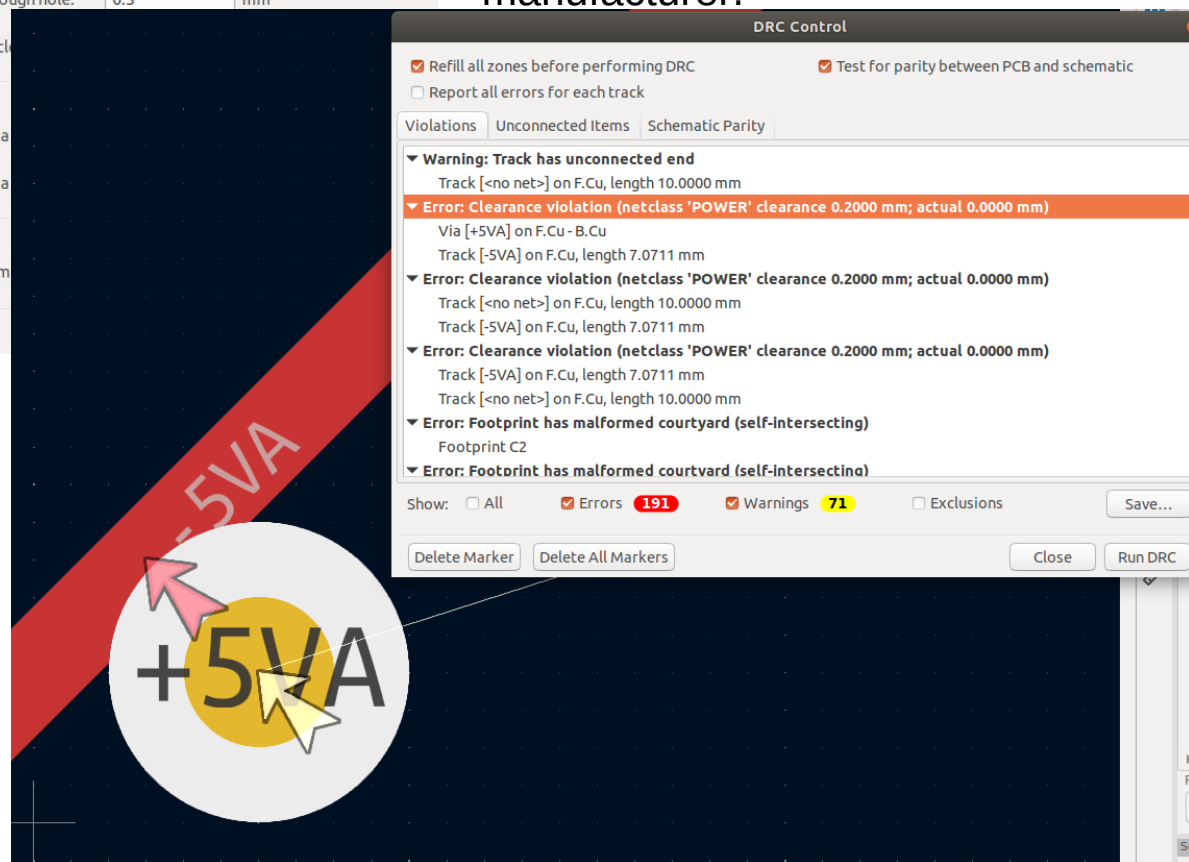 ough hole: 0.3 mm
manufacturer.
DRC Control
Refill all zones before performing DRC
Test for parity between PCB and schematic
Report all errors for each track
Violations Unconnected Items Schematic Parity
Warning: Track has unconnected end
Track [<no net>] on F.Cu, length 10.0000 mm
Error: Clearance violation (netclass 'POWER' clearance 0.2000 mm; actual 0.0000 mm)
Via [+5VA] on F.Cu - B.Cu
Track [-5VA] on F.Cu, length 7.0711 mm
Error: Clearance violation (netclass 'POWER' clearance 0.2000 mm; actual 0.0000 mm)
Track [<no net>] on F.Cu, length 10.0000 mm
Track [-5VA] on F.Cu, length 7.0711 mm
Error: Clearance violation (netclass 'POWER' clearance 0.2000 mm; actual 0.0000 mm)
Track [-5VA] on F.Cu, length 7.0711 mm
Track [<no net>] on F.Cu, length 10.0000 mm
Error: Footprint has malformed courtyard (self-intersecting)
Footprint C2
Error: Footprint has malformed courtyard (self-intersecting)
Show: All Errors 191 Warnings 71 Exclusions Save...
Delete Marker Delete All Markers Close Run DRC
-5VA
+5VA